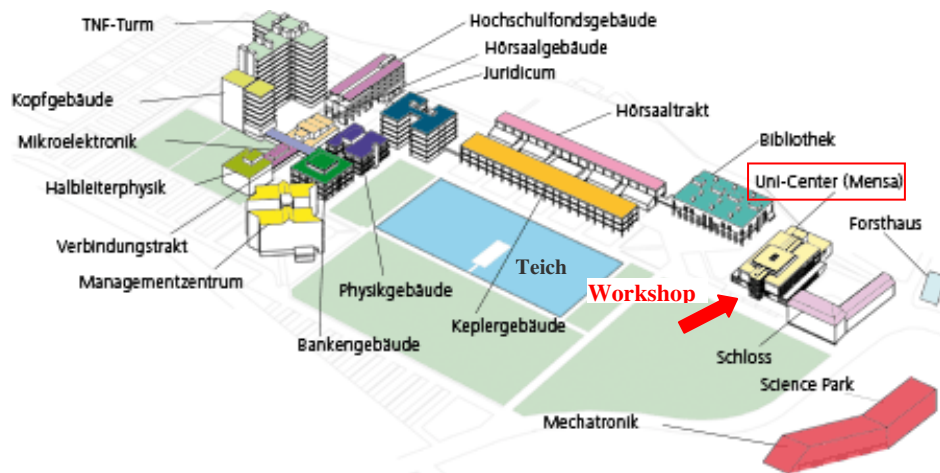 TNF-Turm
Hochschulfondsgebäude
Hörsaalgebäude
Juridicum
Kopfgebäude
Hörsaaltrakt
Mikroelektronik
Bibliothek
Halbleiterphysik
Uni-Center (Mensa)
Forsthaus
Verbindungstrakt
Managementzentrum
Teich
Physikgebäude
Workshop
Keplergebäude
Bankengebäude
Schloss
Science Park
Mechatronik